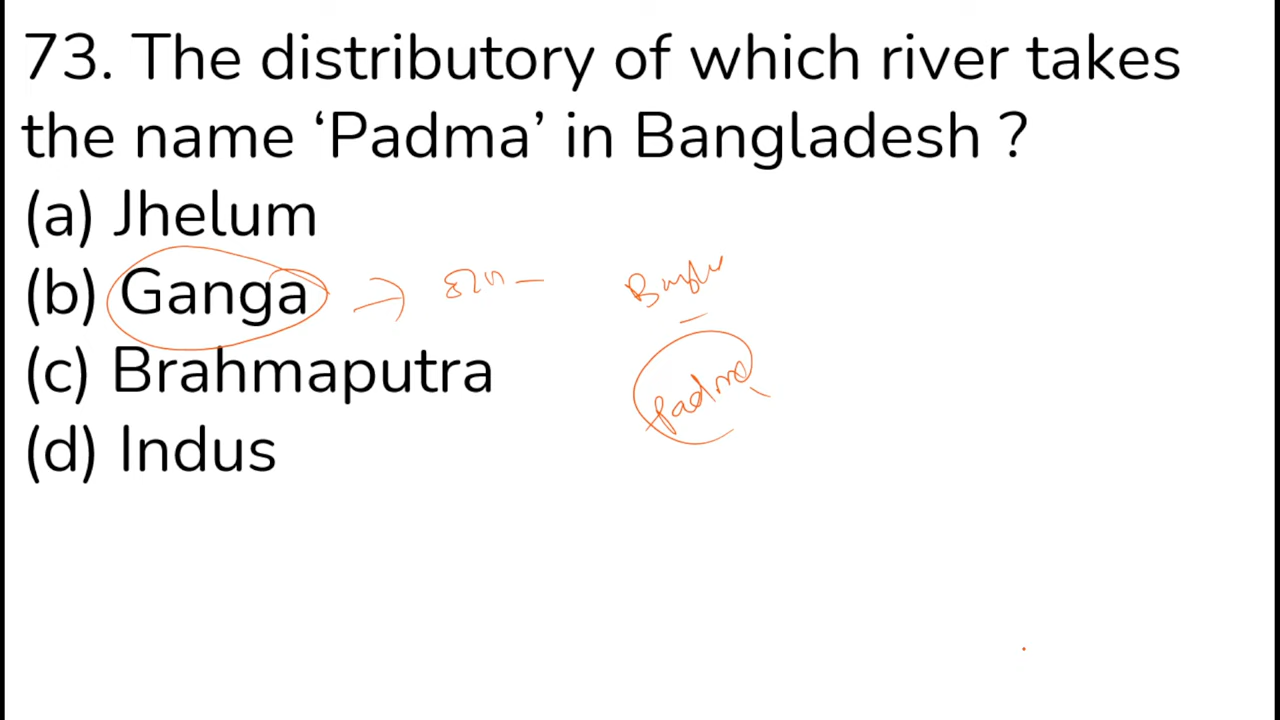 73. The distributory of which river takes
the name ‘Padma’ in Bangladesh ?
(a) Jhelum
(b) Ganga
(c) Brahmaputra
(d) Indus
Padma